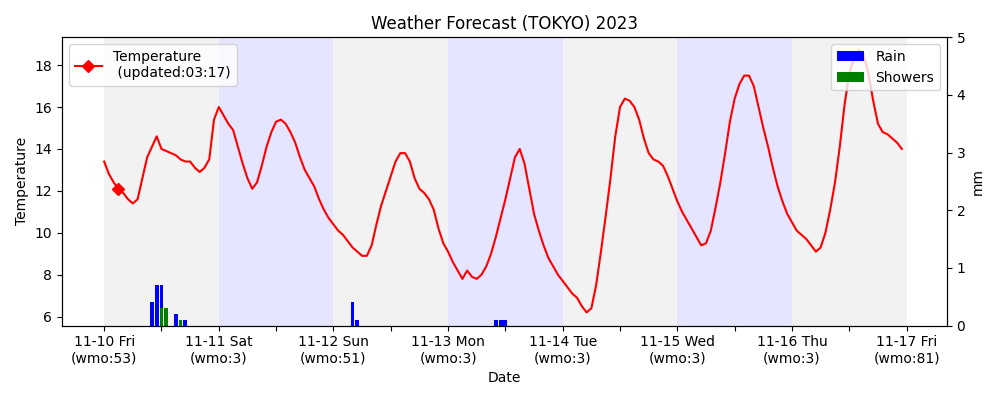 Weather Forecast (TOKYO) 2023
Temperature
(updated:03:17)
Rain
Showers
18
16
14
12
10
8
6
Temperature
5
4
3
2
1
0
mm
11-10 Fri
(wmo:53)
11-11 Sat
(wmo:3)
11-12 Sun
(wmo:51)
11-13 Mon
(wmo:3)
11-14 Tue
(wmo:3)
11-15 Wed
(wmo:3)
11-16 Thu
(wmo:3)
11-17 Fri
(wmo:81)
Date